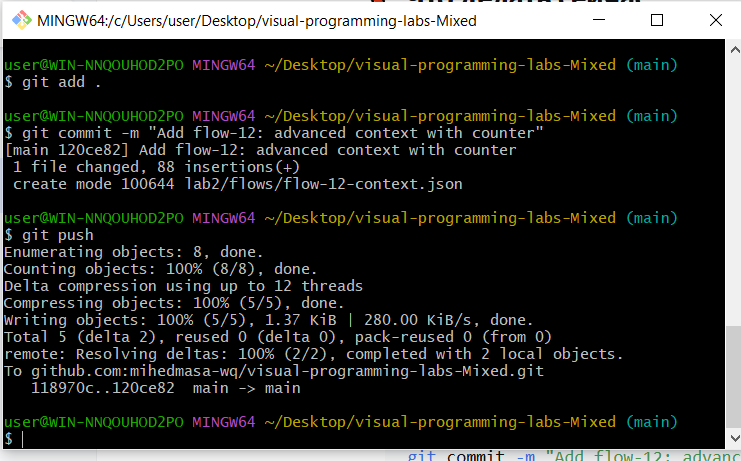 MINGW64:/c/Users/user/Desktop/visual-programming-labs-Mixed
user@WIN-NNQOUHOD2PO MINGW64 ~/Desktop/visual-programming-labs-Mixed (main)
$ git add .
user@WIN-NNQOUHOD2PO MINGW64 ~/Desktop/visual-programming-labs-Mixed (main)
$ git commit -m "Add flow-12: advanced context with counter"
[main 120ce82] Add flow-12: advanced context with counter
1 file changed, 88 insertions(+)
create mode 100644 lab2/flows/flow-12-context.json
user@WIN-NNQOUHOD2PO MINGW64 ~/Desktop/visual-programming-labs-Mixed (main)
$ git push
Enumerating objects: 8, done.
Counting objects: 100% (8/8), done.
Delta compression using up to 12 threads
Compressing objects: 100% (5/5), done.
Writing objects: 100% (5/5), 1.37 KiB | 280.00 KiB/s, done.
Total 5 (delta 2), reused 0 (delta 0), pack-reused 0 (from 0)
remote: Resolving deltas: 100% (2/2), completed with 2 local objects.
To github.com:mihedmasa-wq/visual-programming-labs-Mixed.git
118970c..120ce82  main -> main
user@WIN-NNQOUHOD2PO MINGW64 ~/Desktop/visual-programming-labs-Mixed (main)
$
git commit -m "Add flow-12: advanc